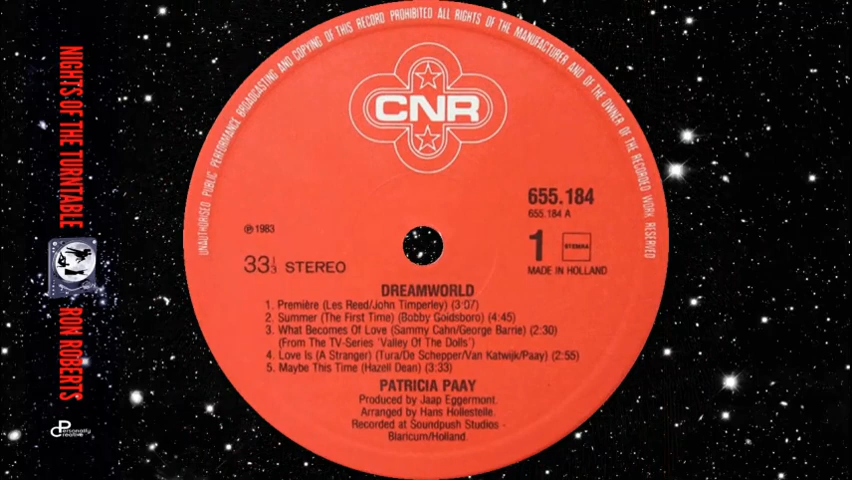 NIGHTS OF THE TURNTABLE
RON ROBERTS
Personally
Creative
UNAUTHORISED PUBLIC PERFORMANCE BROADCASTING AND COPYING OF THIS RECORD PROHIBITED ALL RIGHTS OF THE MANUFACTURER AND OF THE OWNER OF THE RECORDED WORK RESERVED
CNR
655.184
655.184 A
℗ 1983
1
STEMRA
MADE IN HOLLAND
33⅓ STEREO
DREAMWORLD
1. Première (Les Reed/John Timperley) (3:07)
2. Summer (The First Time) (Bobby Goldsboro) (4:45)
3. What Becomes Of Love (Sammy Cahn/George Barrie) (2:30)
(From The TV-Series 'Valley Of The Dolls')
4. Love Is (A Stranger) (Tura/De Schepper/Van Katwijk/Paay) (2:55)
5. Maybe This Time (Hazell Dean) (3:33)
PATRICIA PAAY
Produced by Jaap Eggermont.
Arranged by Hans Hollestelle.
Recorded at Soundpush Studios -
Blaricum/Holland.